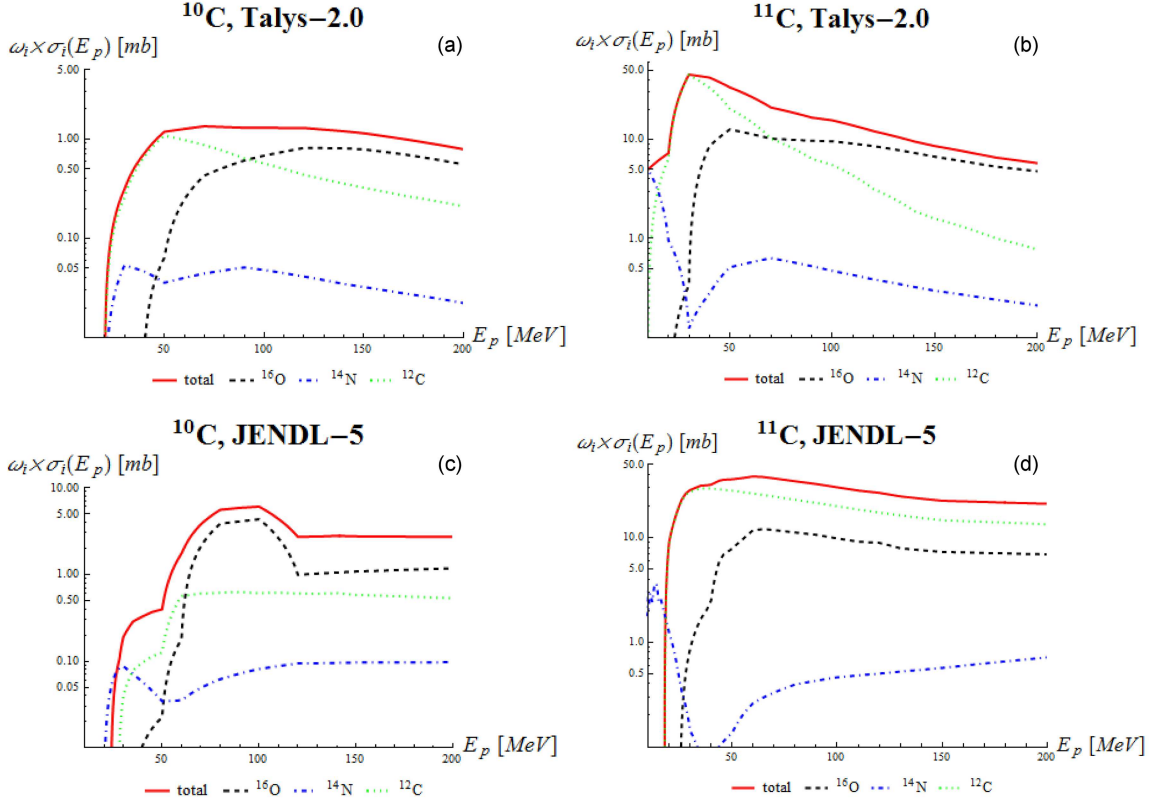 ¹⁰C, Talys−2.0
ωᵢ×σᵢ(Eₚ) [mb]
(a)
5.00
1.00
0.50
0.10
0.05
50 100 150 200
Eₚ [MeV]
total ¹⁶O ¹⁴N ¹²C
¹¹C, Talys−2.0
ωᵢ×σᵢ(Eₚ) [mb]
(b)
50.0
10.0
5.0
1.0
0.5
50 100 150 200
Eₚ [MeV]
total ¹⁶O ¹⁴N ¹²C
¹⁰C, JENDL−5
ωᵢ×σᵢ(Eₚ) [mb]
(c)
10.00
5.00
1.00
0.50
0.10
0.05
50 100 150 200
Eₚ [MeV]
total ¹⁶O ¹⁴N ¹²C
¹¹C, JENDL−5
ωᵢ×σᵢ(Eₚ) [mb]
(d)
50.0
10.0
5.0
1.0
0.5
50 100 150 200
Eₚ [MeV]
total ¹⁶O ¹⁴N ¹²C